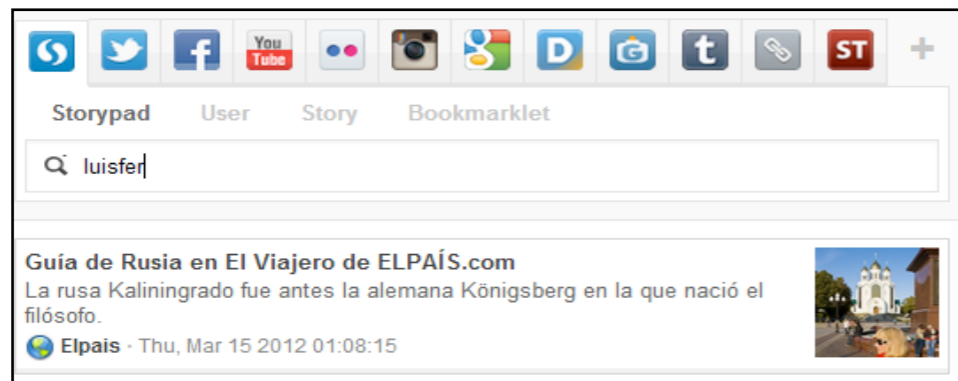 You
Tube
D
G
t
ST
+
Storypad User Story Bookmarklet
luisfer
Guía de Rusia en El Viajero de ELPAÍS.com
La rusa Kaliningrado fue antes la alemana Königsberg en la que nació el
filósofo.
Elpais · Thu, Mar 15 2012 01:08:15